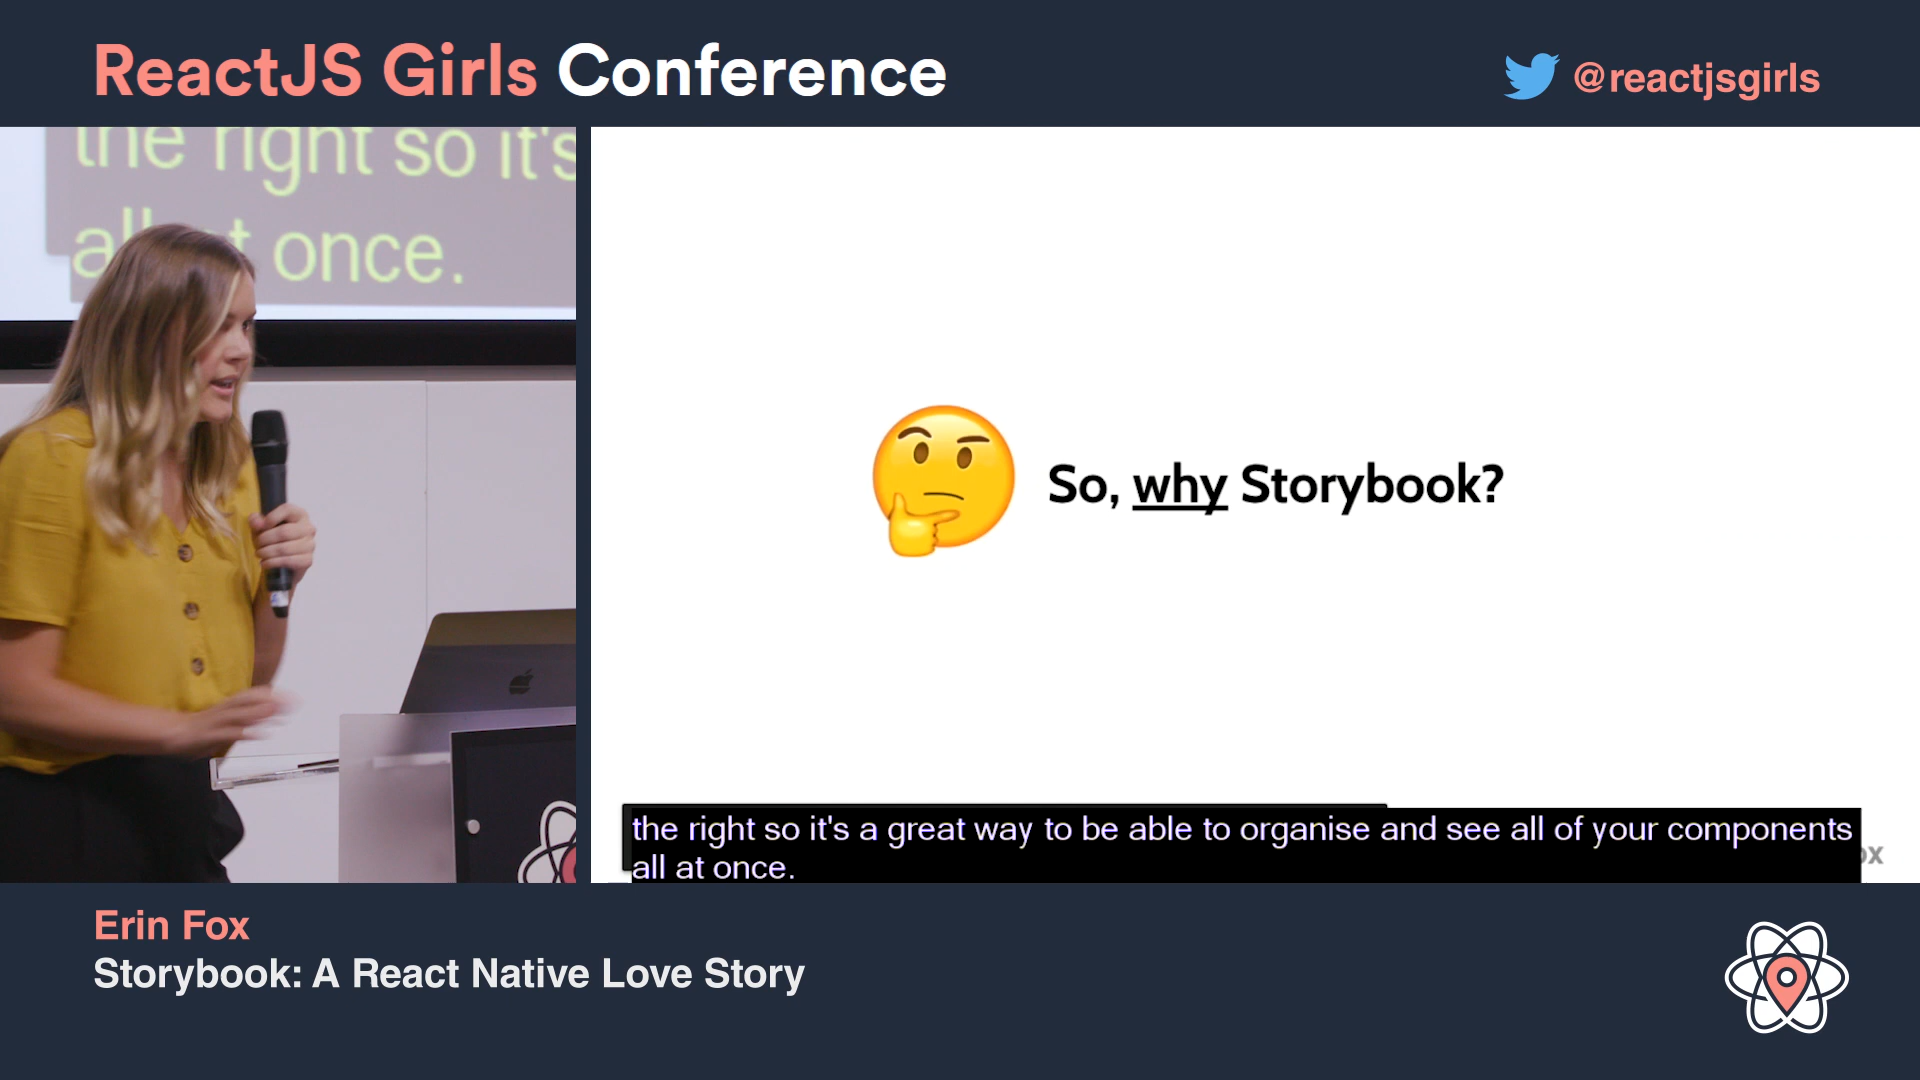 ReactJS Girls Conference
@reactjsgirls
the right so it's
all at once.
So, why Storybook?
the right so it's a great way to be able to organise and see all of your components
all at once.
Erin Fox
Storybook: A React Native Love Story